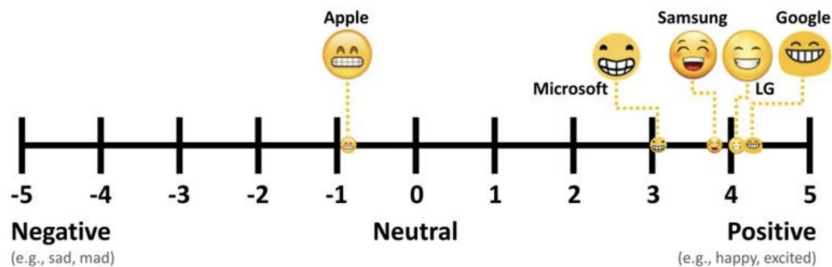 Apple
Samsung
Google
Microsoft
LG
-5 -4 -3 -2 -1 0 1 2 3 4 5
Negative Neutral Positive
(e.g., sad, mad) (e.g., happy, excited)